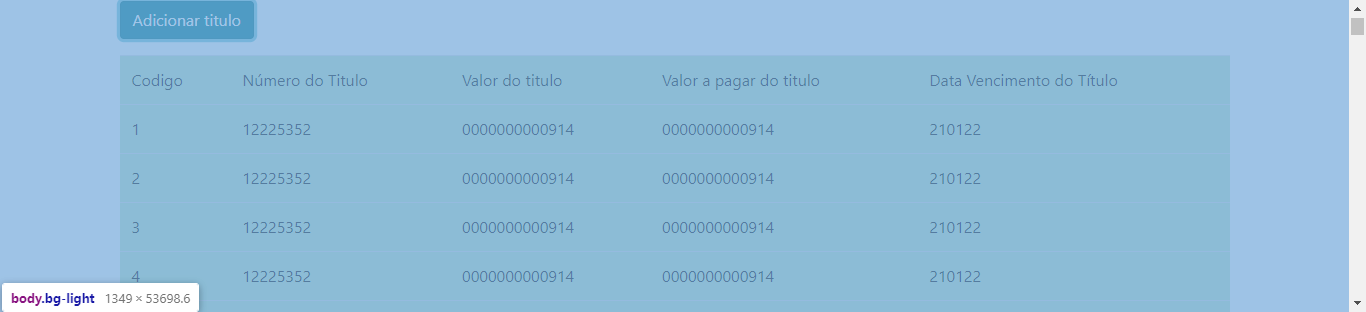 Adicionar titulo
Codigo Número do Titulo Valor do titulo Valor a pagar do titulo Data Vencimento do Título
1 12225352 0000000000914 0000000000914 210122
2 12225352 0000000000914 0000000000914 210122
3 12225352 0000000000914 0000000000914 210122
4 12225352 0000000000914 0000000000914 210122
body.bg-light 1349 × 53698.6